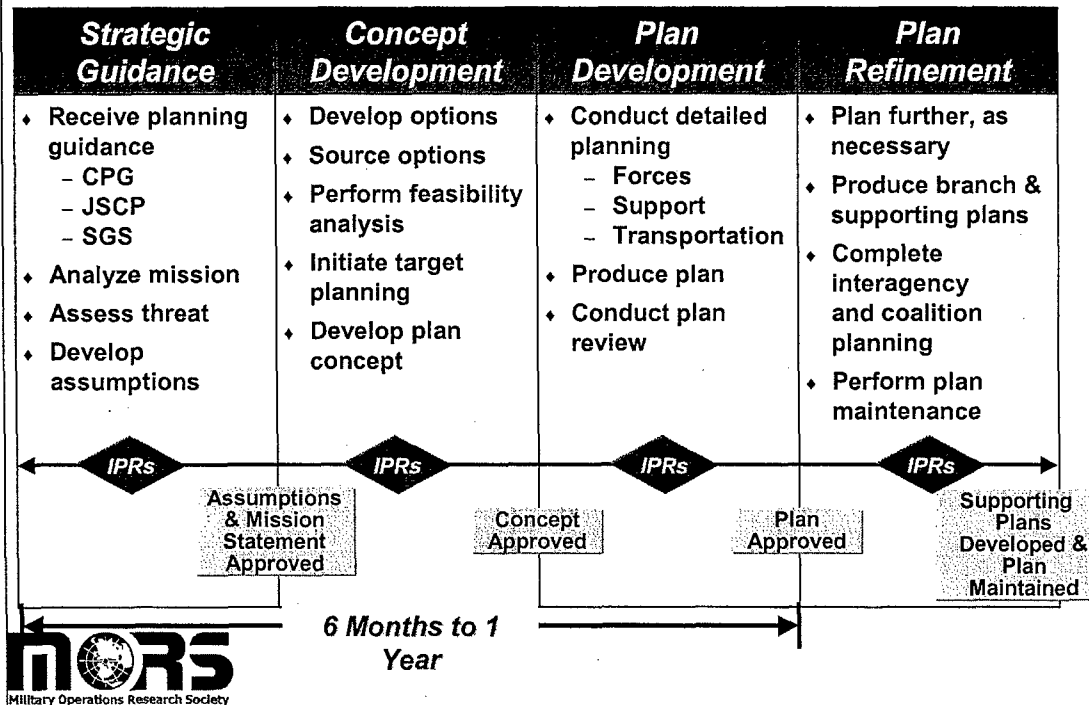 Strategic
Guidance
Concept
Development
Plan
Development
Plan
Refinement
♦ Receive planning
guidance
– CPG
– JSCP
– SGS
♦ Analyze mission
♦ Assess threat
♦ Develop
assumptions
♦ Develop options
♦ Source options
♦ Perform feasibility
analysis
♦ Initiate target
planning
♦ Develop plan
concept
♦ Conduct detailed
planning
– Forces
– Support
– Transportation
♦ Produce plan
♦ Conduct plan
review
♦ Plan further, as
necessary
♦ Produce branch &
supporting plans
♦ Complete
interagency
and coalition
planning
♦ Perform plan
maintenance
IPRs
IPRs
IPRs
IPRs
Assumptions
& Mission
Statement
Approved
Concept
Approved
Plan
Approved
Supporting
Plans
Developed &
Plan
Maintained
6 Months to 1
Year
MORS
Military Operations Research Society